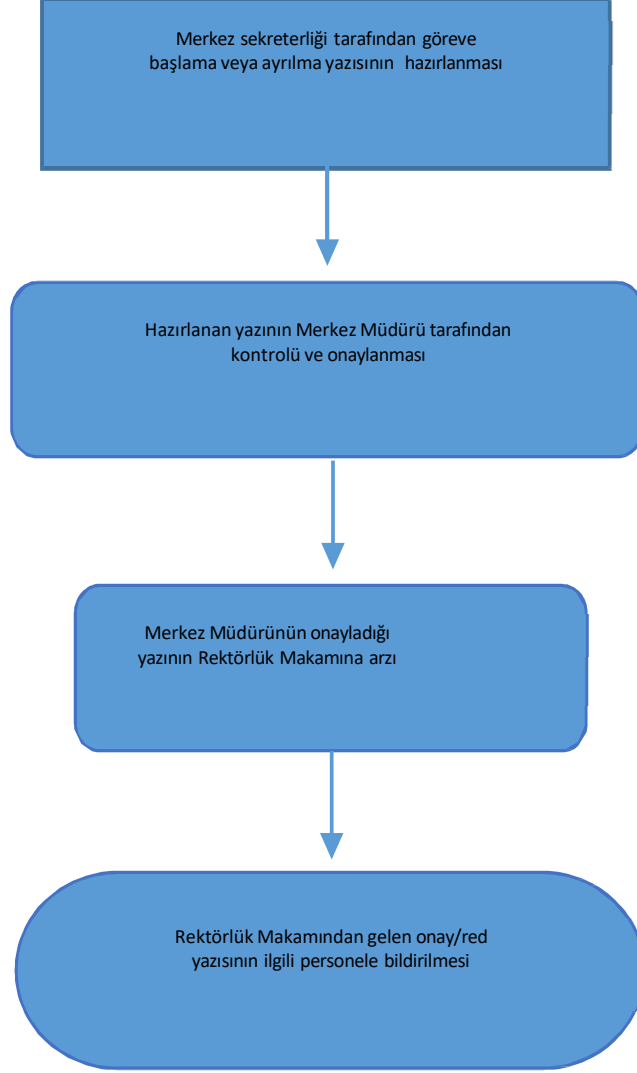 Merkez sekreterliği tarafından göreve
başlama veya ayrılma yazısının hazırlanması
Hazırlanan yazının Merkez Müdürü tarafından
kontrolü ve onaylanması
Merkez Müdürünün onayladığı
yazının Rektörlük Makamına arzı
Rektörlük Makamından gelen onay/red
yazısının ilgili personele bildirilmesi